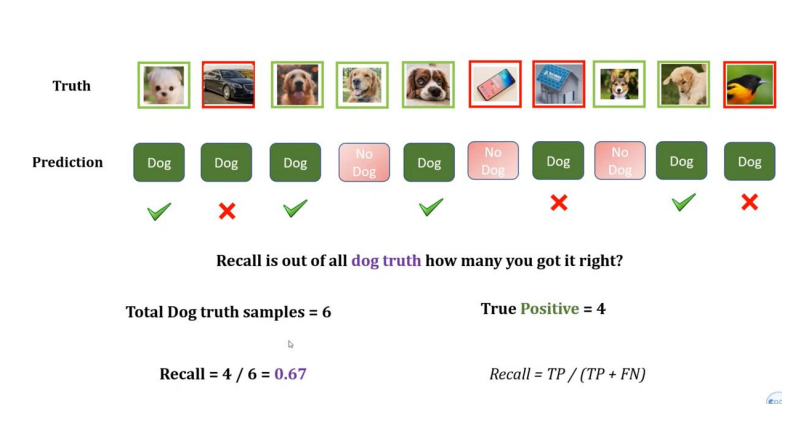 Truth
Prediction
Dog
Dog
Dog
No
Dog
Dog
No
Dog
Dog
No
Dog
Dog
Dog
Recall is out of all dog truth how many you got it right?
Total Dog truth samples = 6
True Positive = 4
Recall = 4 / 6 = 0.67
Recall = TP / (TP + FN)